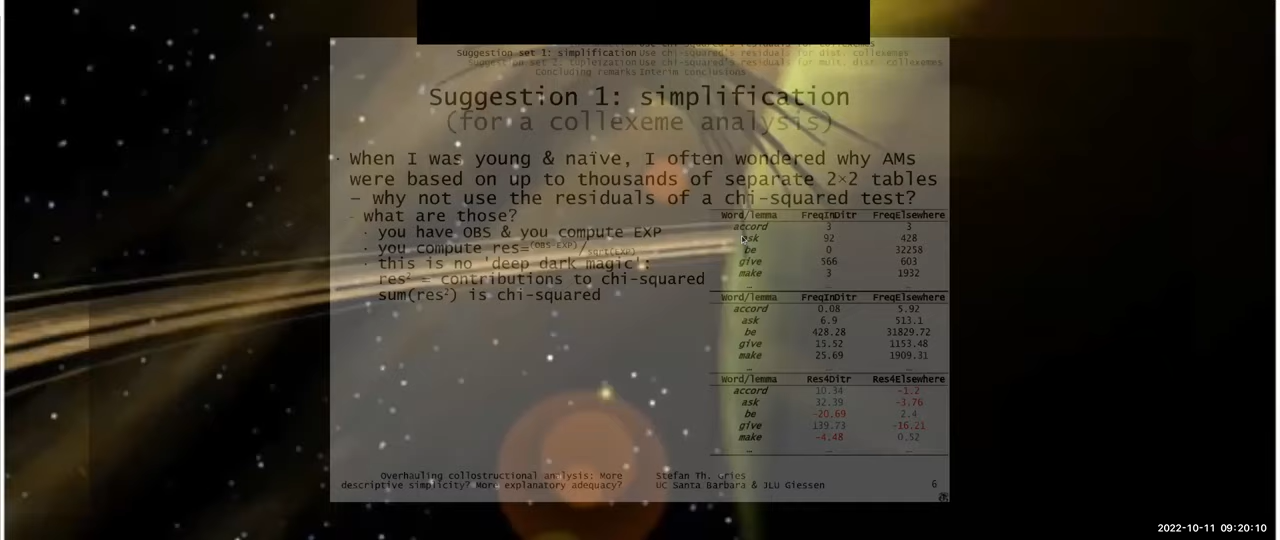 Suggestion set 1: simplification Use chi-squared's residuals for dist. collexemes
Suggestion set 2: tupleization Use chi-squared's residuals for mult. dist. collexemes
Concluding remarks Interim conclusions
Suggestion 1: simplification
(for a collexeme analysis)
· When I was young & naïve, I often wondered why AMs
were based on up to thousands of separate 2×2 tables
– why not use the residuals of a chi-squared test?
- what are those?
· you have OBS & you compute EXP
· you compute res=(OBS-EXP)/sqrt(EXP)
· this is no 'deep dark magic':
res² = contributions to chi-squared
sum(res²) is chi-squared
Word/lemma FreqInDitr FreqElsewhere
accord 3 3
ask 92 428
be 0 32258
give 566 603
make 3 1932
… … …
Word/lemma FreqInDitr FreqElsewhere
accord 0.08 5.92
ask 6.9 513.1
be 428.28 31829.72
give 15.52 1153.48
make 25.69 1909.31
… … …
Word/lemma Res4Ditr Res4Elsewhere
accord 10.34 -1.2
ask 32.39 -3.76
be -20.69 2.4
give 139.73 -16.21
make -4.48 0.52
… … …
Overhauling collostructional analysis: More
descriptive simplicity? More explanatory adequacy?
Stefan Th. Gries
UC Santa Barbara & JLU Giessen
6
2022-10-11 09:20:10